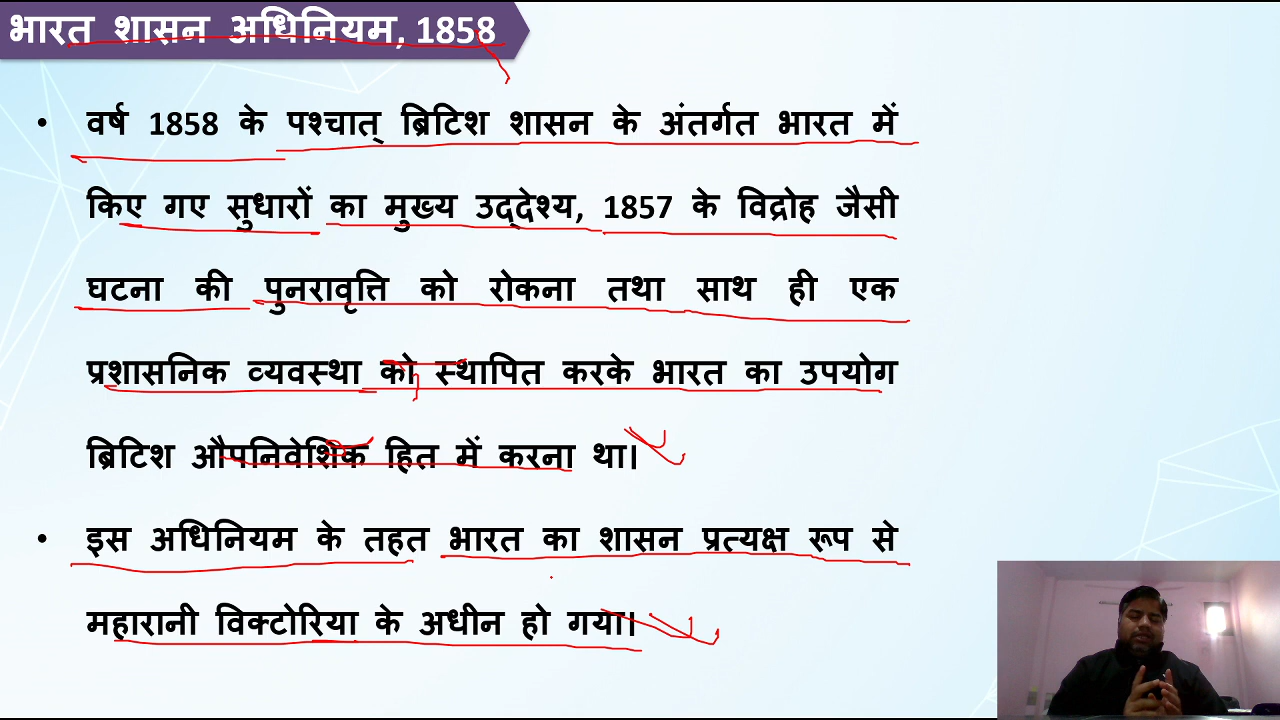 भारत शासन अधिनियम, 1858
• वर्ष 1858 के पश्चात् ब्रिटिश शासन के अंतर्गत भारत में
किए गए सुधारों का मुख्य उद्देश्य, 1857 के विद्रोह जैसी
घटना की पुनरावृत्ति को रोकना तथा साथ ही एक
प्रशासनिक व्यवस्था को स्थापित करके भारत का उपयोग
ब्रिटिश औपनिवेशिक हित में करना था।
• इस अधिनियम के तहत भारत का शासन प्रत्यक्ष रूप से
महारानी विक्टोरिया के अधीन हो गया।